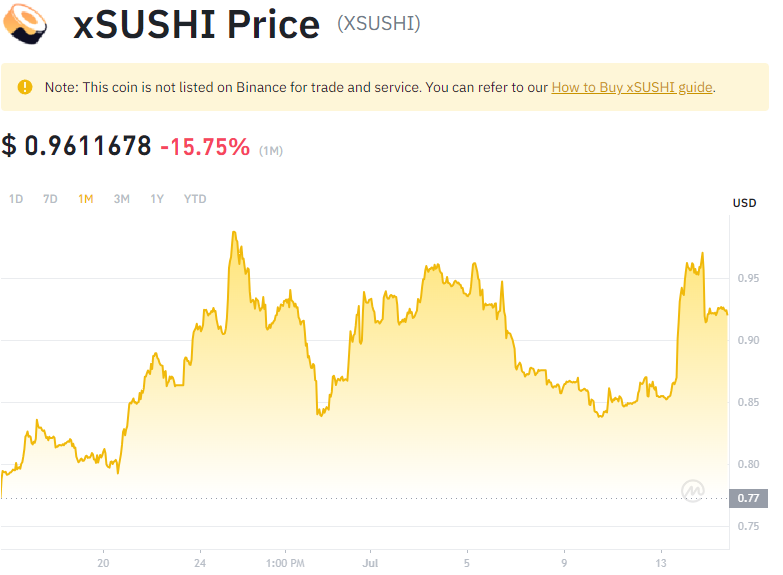 xSUSHI Price (XSUSHI)
Note: This coin is not listed on Binance for trade and service. You can refer to our How to Buy xSUSHI guide.
$ 0.9611678 -15.75% (1M)
1D 7D 1M 3M 1Y YTD
USD
0.95
0.90
0.85
0.80
0.77
0.75
20 24 1:00 PM Jul 5 9 13